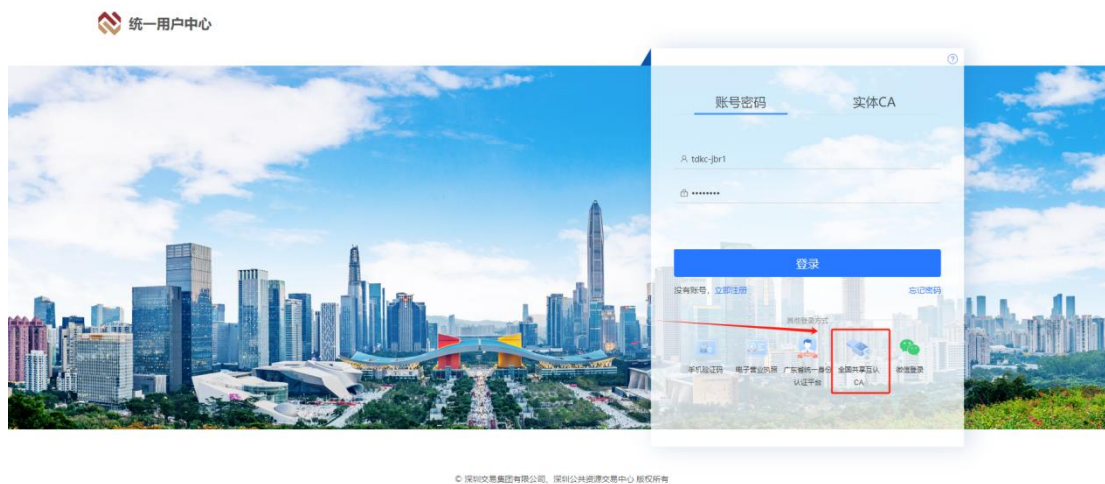 统一用户中心
账号密码 实体CA
tdkc-jbr1
••••••••
登录
没有账号，立即注册 忘记密码
其他登录方式
手机验证码 电子营业执照 广东省统一身份认证平台 全国共享互认CA 微信登录
© 深圳交易集团有限公司、深圳公共资源交易中心 版权所有